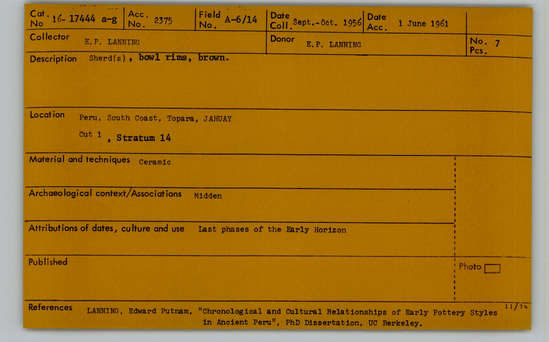 Cat. No 16-17444 a-g Acc. No. 2375 Field No. A-6/14 Date Coll. Sept.-Oct. 1956 Date Acc. 1 June 1961
Collector E.P. LANNING Donor E.P. LANNING No. Pcs. 7
Description Sherd(s), bowl rims, brown.
Location Peru, South Coast, Topara, JAHUAY
Cut 1, Stratum 14
Material and techniques Ceramic
Archaeological context/Associations Midden
Attributions of dates, culture and use Last phases of the Early Horizon
Published
Photo
References LANNING, Edward Putnam, "Chronological and Cultural Relationships of Early Pottery Styles
in Ancient Peru", PhD Dissertation, UC Berkeley.